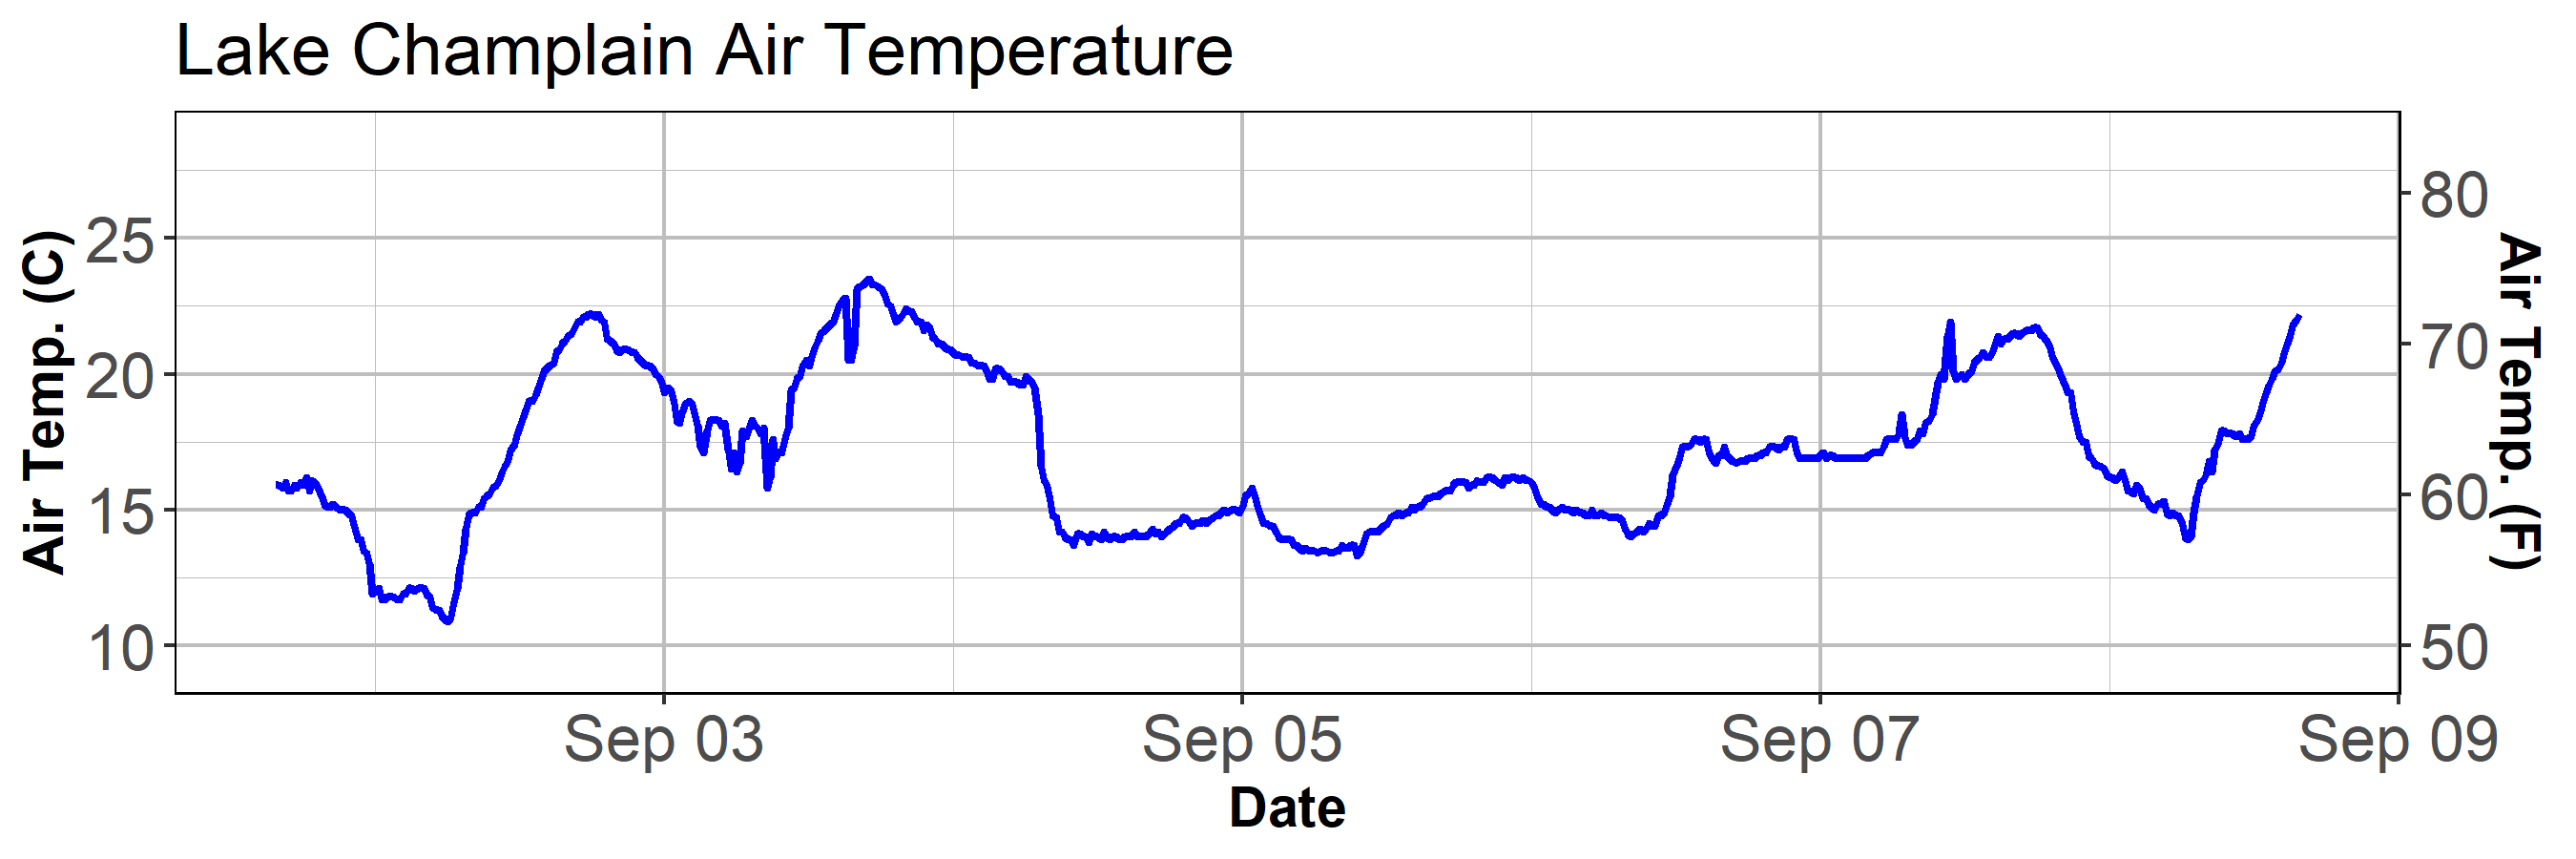 Lake Champlain Air Temperature
Air Temp. (C)
25
20
15
10
80
70
60
50
Air Temp. (F)
Sep 03 Sep 05 Sep 07 Sep 09
Date